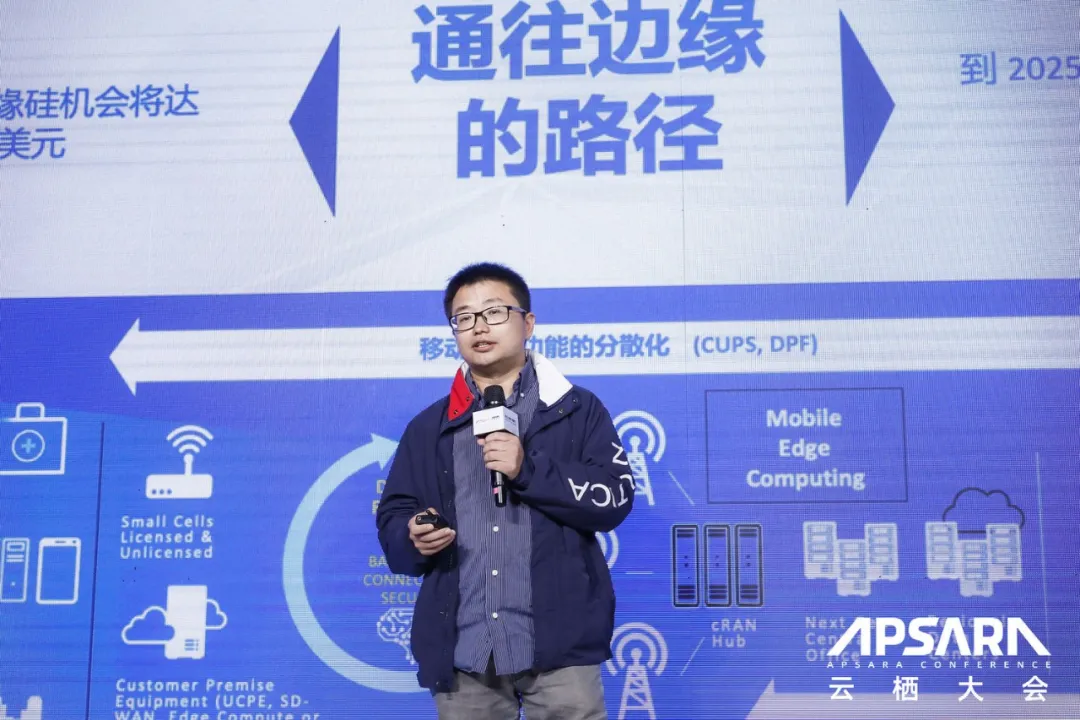 通往边缘
的路径
缘硅机会将达
美元
到 2025
功能的分散化 (CUPS, DPF)
Mobile
Edge
Computing
Small Cells
Licensed &
Unlicensed
cRAN
Hub
Customer Premise
Equipment (UCPE, SD-
WAN, Edge Compute or
NAUTICA
APSARA
APSARA CONFERENCE
云栖大会